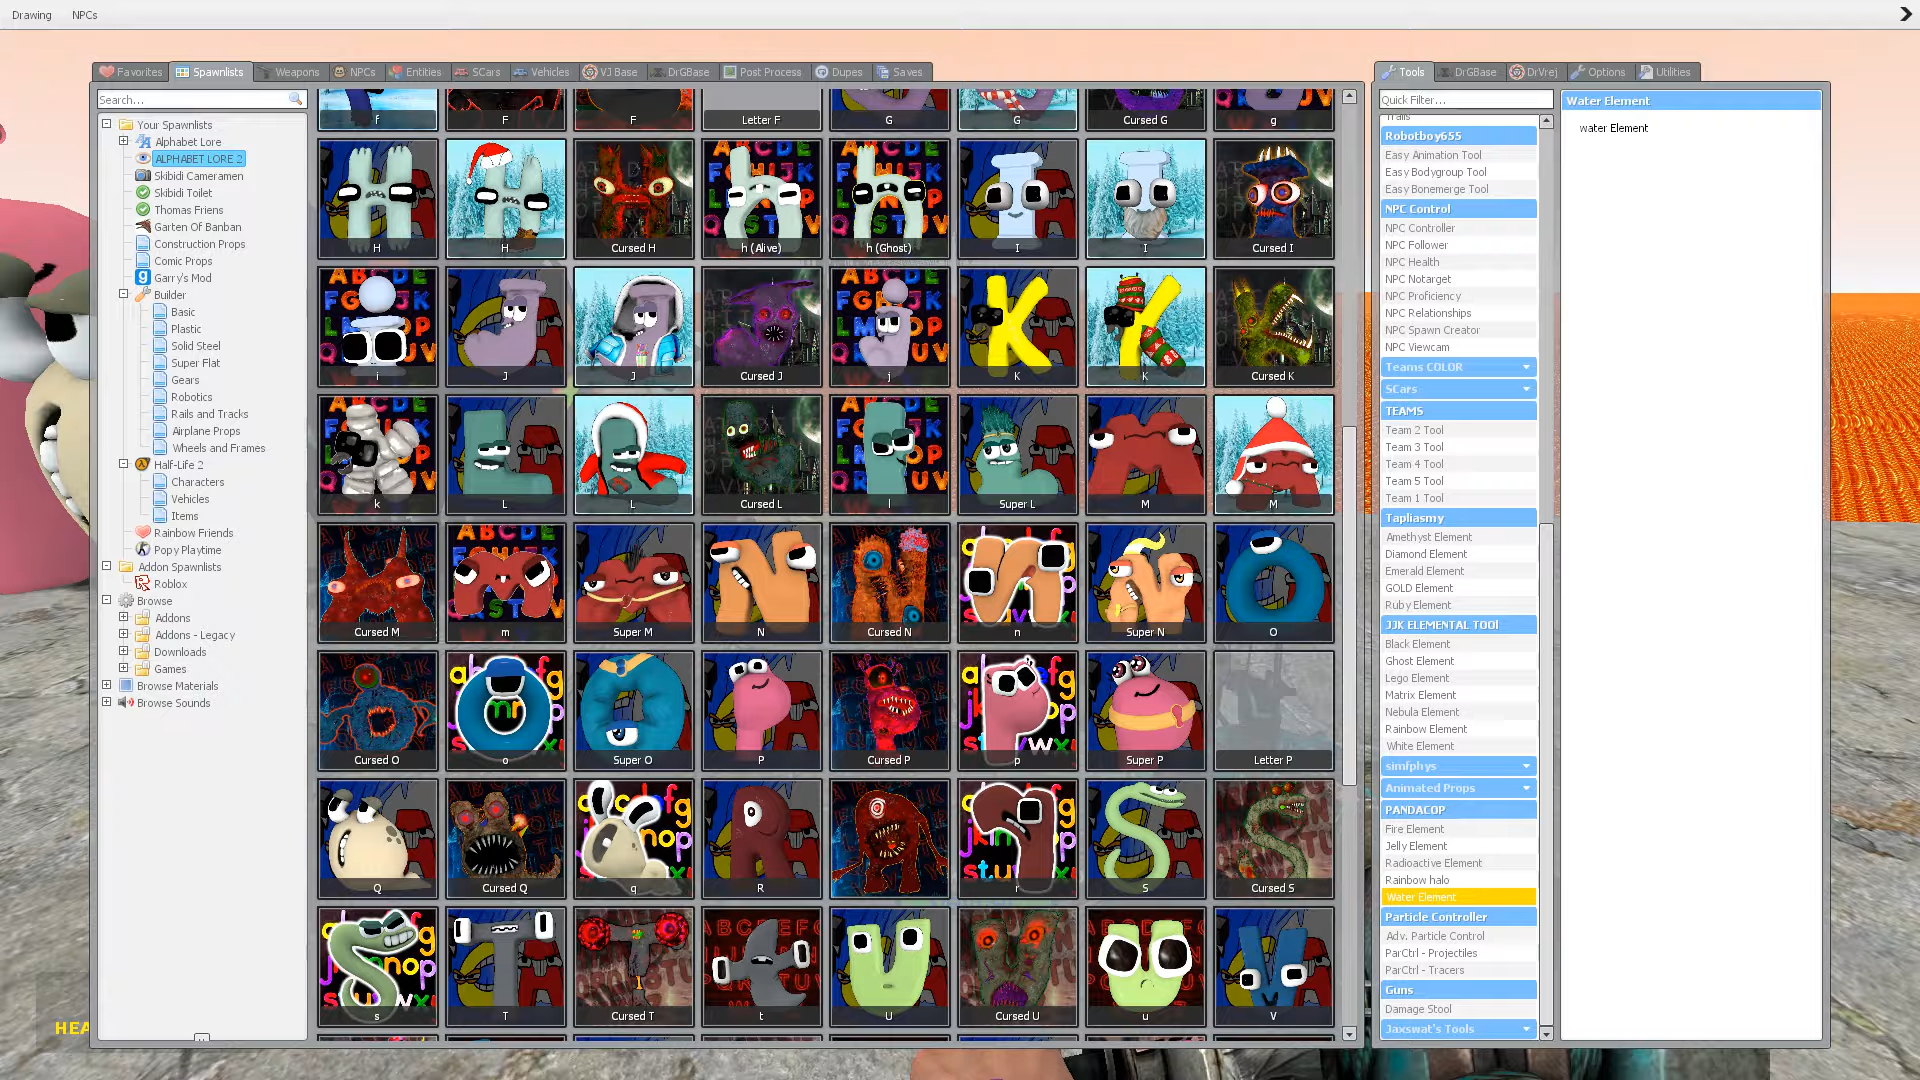 Drawing NPCs
Favorites Spawnlists Weapons NPCs Entities SCars Vehicles VJ Base DrGBase Post Process Dupes Saves
Search...
Your Spawnlists
Alphabet Lore
ALPHABET LORE 2
Skibidi Cameramen
Skibidi Toilet
Thomas Friens
Garten Of Banban
Construction Props
Comic Props
Garry's Mod
Builder
Basic
Plastic
Solid Steel
Super Flat
Gears
Robotics
Rails and Tracks
Airplane Props
Wheels and Frames
Half-Life 2
Characters
Vehicles
Items
Rainbow Friends
Popy Playtime
Addon Spawnlists
Roblox
Browse
Addons
Addons - Legacy
Downloads
Games
Browse Materials
Browse Sounds
HEA
f F F Letter F G G Cursed G g
H H Cursed H h (Alive) h (Ghost) I I Cursed I
i J J Cursed J j K K Cursed K
k L L Cursed L l Super L M M
Cursed M m Super M N Cursed N n Super N O
Cursed O o Super O P Cursed P p Super P Letter P
Q Cursed Q q R r S Cursed S
s T Cursed T t U Cursed U u V
Tools DrGBase DrVrej Options Utilities
Quick Filter...
Trails
Robotboy655
Easy Animation Tool
Easy Bodygroup Tool
Easy Bonemerge Tool
NPC Control
NPC Controller
NPC Follower
NPC Health
NPC Notarget
NPC Proficiency
NPC Relationships
NPC Spawn Creator
NPC Viewcam
Teams COLOR
SCars
TEAMS
Team 2 Tool
Team 3 Tool
Team 4 Tool
Team 5 Tool
Team 1 Tool
Tapliasmy
Amethyst Element
Diamond Element
Emerald Element
GOLD Element
Ruby Element
JJK ELEMENTAL TOOl
Black Element
Ghost Element
Lego Element
Matrix Element
Nebula Element
Rainbow Element
White Element
simfphys
Animated Props
PANDACOP
Fire Element
Jelly Element
Radioactive Element
Rainbow halo
Water Element
Particle Controller
Adv. Particle Control
ParCtrl - Projectiles
ParCtrl - Tracers
Guns
Damage Stool
Jaxswat's Tools
Water Element
water Element